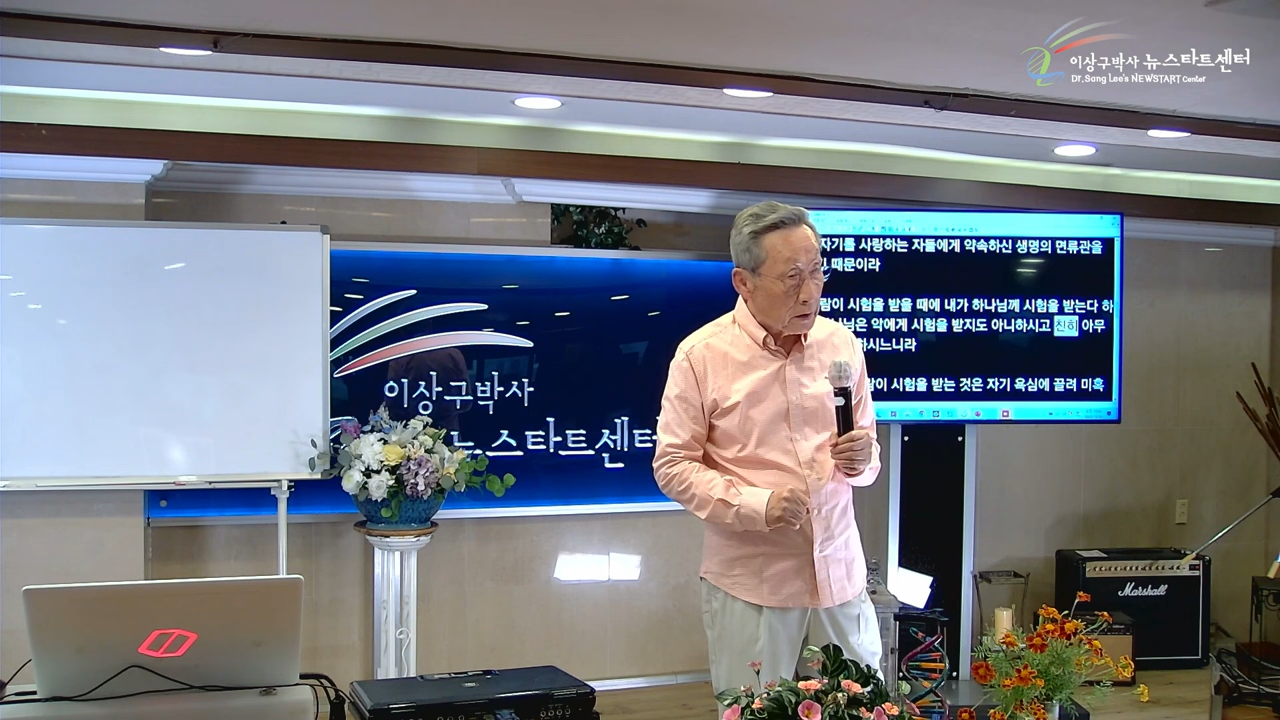 이상구박사 뉴스타트센터
Dr. Sang Lee's NEWSTART Center
자기를 사랑하는 자들에게 약속하신 생명의 면류관을
때문이라
람이 시험을 받을 때에 내가 하나님께 시험을 받는다 하
나님은 악에게 시험을 받지도 아니하시고 친히 아무
하시느니라
람이 시험을 받는 것은 자기 욕심에 끌려 미혹
이상구박사
뉴스타트센터
Marshall